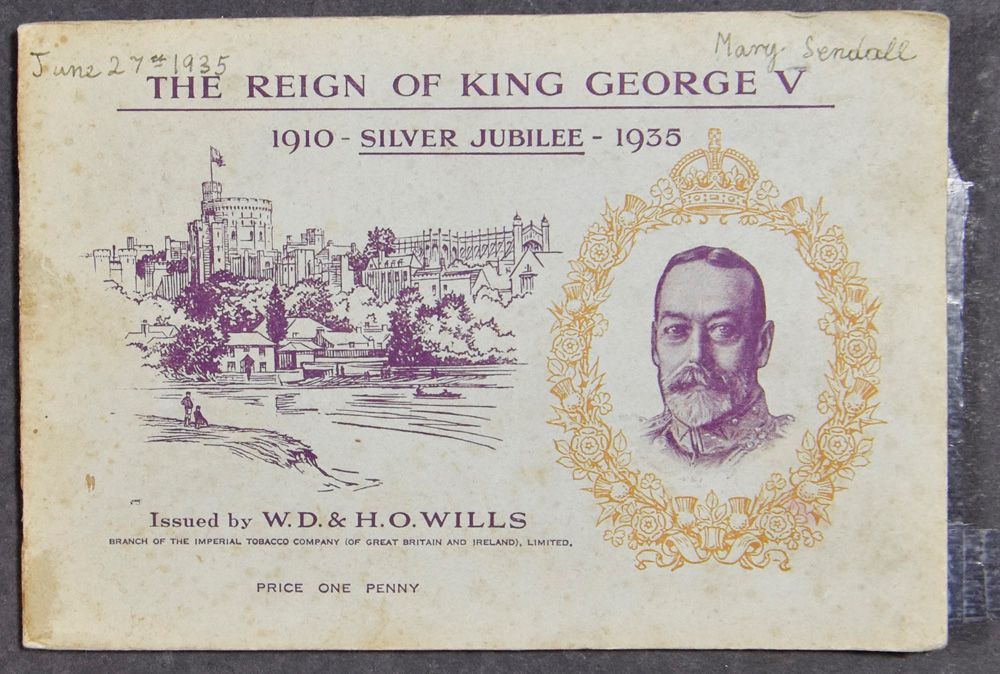 June 27st 1935
Mary Sendall
THE REIGN OF KING GEORGE V
1910 - SILVER JUBILEE - 1935
Issued by W.D. & H.O. WILLS
BRANCH OF THE IMPERIAL TOBACCO COMPANY (OF GREAT BRITAIN AND IRELAND), LIMITED.
PRICE ONE PENNY